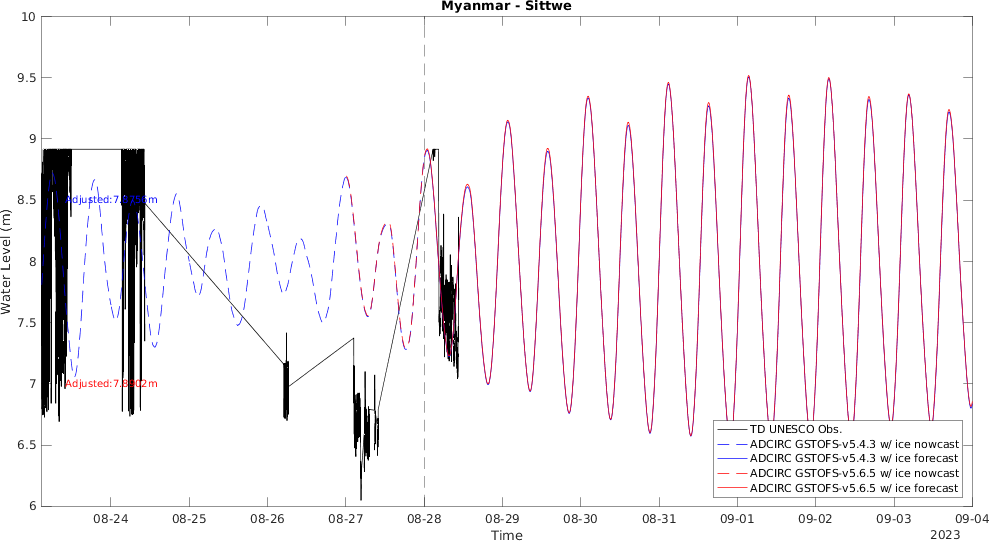 Myanmar - Sittwe
10
9.5
9
8.5
8
7.5
7
6.5
6
Water Level (m)
08-24
08-25
08-26
08-27
08-28
08-29
08-30
08-31
09-01
09-02
09-03
09-04
Time
2023
TD UNESCO Obs.
ADCIRC GSTOFS-v5.4.3 w/ ice nowcast
ADCIRC GSTOFS-v5.4.3 w/ ice forecast
ADCIRC GSTOFS-v5.6.5 w/ ice nowcast
ADCIRC GSTOFS-v5.6.5 w/ ice forecast